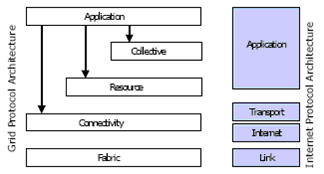 Grid Protocol Architecture
Application
Collective
Resource
Connectivity
Fabric
Application
Transport
Internet
Link
Internet Protocol Architecture